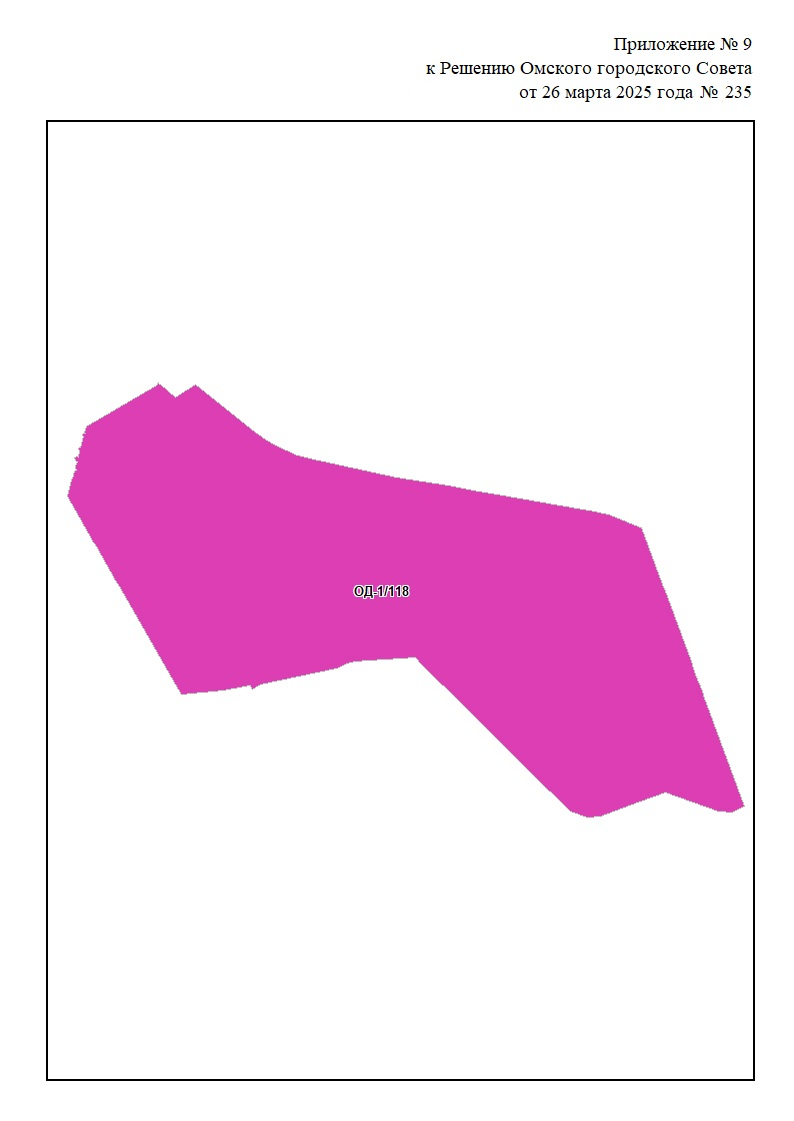 Приложение № 9
к Решению Омского городского Совета
от 26 марта 2025 года № 235
ОД-1/118